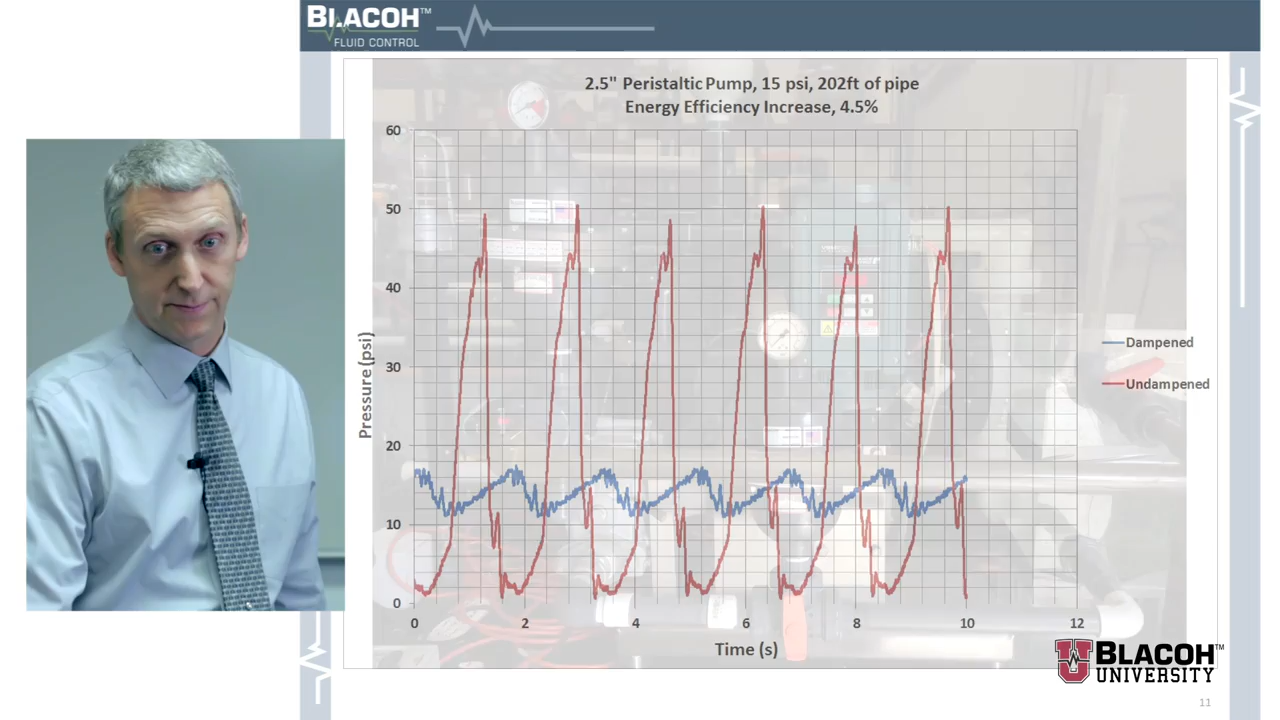 BLACOH™
FLUID CONTROL
2.5" Peristaltic Pump, 15 psi, 202ft of pipe
Energy Efficiency Increase, 4.5%
60
50
40
30
20
10
0
Pressure (psi)
0 2 4 6 8 10 12
Time (s)
Dampened
Undampened
BLACOH™
UNIVERSITY
11